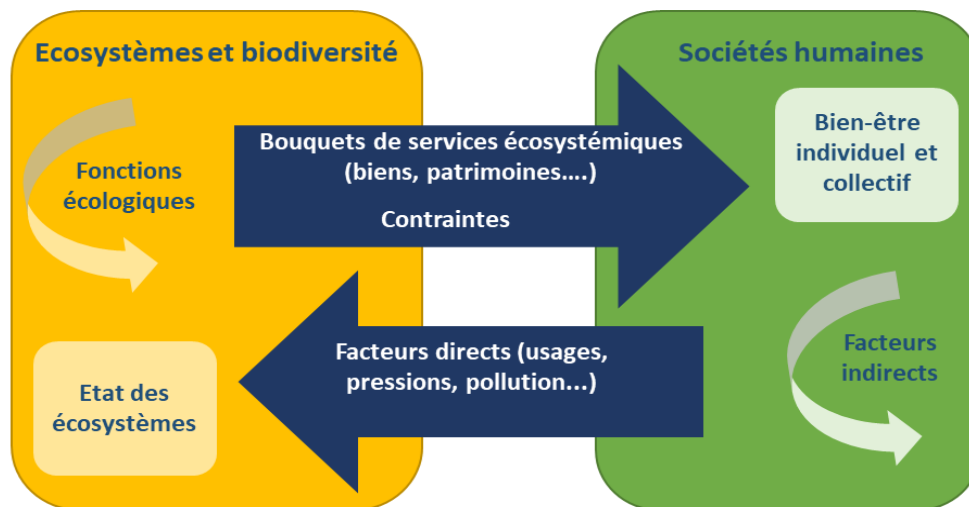 Ecosystèmes et biodiversité
Fonctions
écologiques
Etat des
écosystèmes
Bouquets de services écosystémiques
(biens, patrimoines….)
Contraintes
Facteurs directs (usages,
pressions, pollution...)
Sociétés humaines
Bien-être
individuel et
collectif
Facteurs
indirects